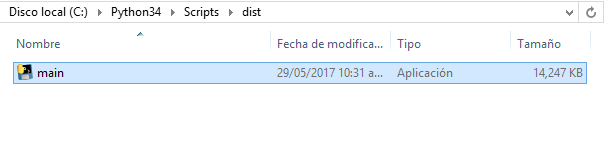 Disco local (C:) Python34 Scripts dist
Nombre Fecha de modifica... Tipo Tamaño
main 29/05/2017 10:31 a... Aplicación 14,247 KB